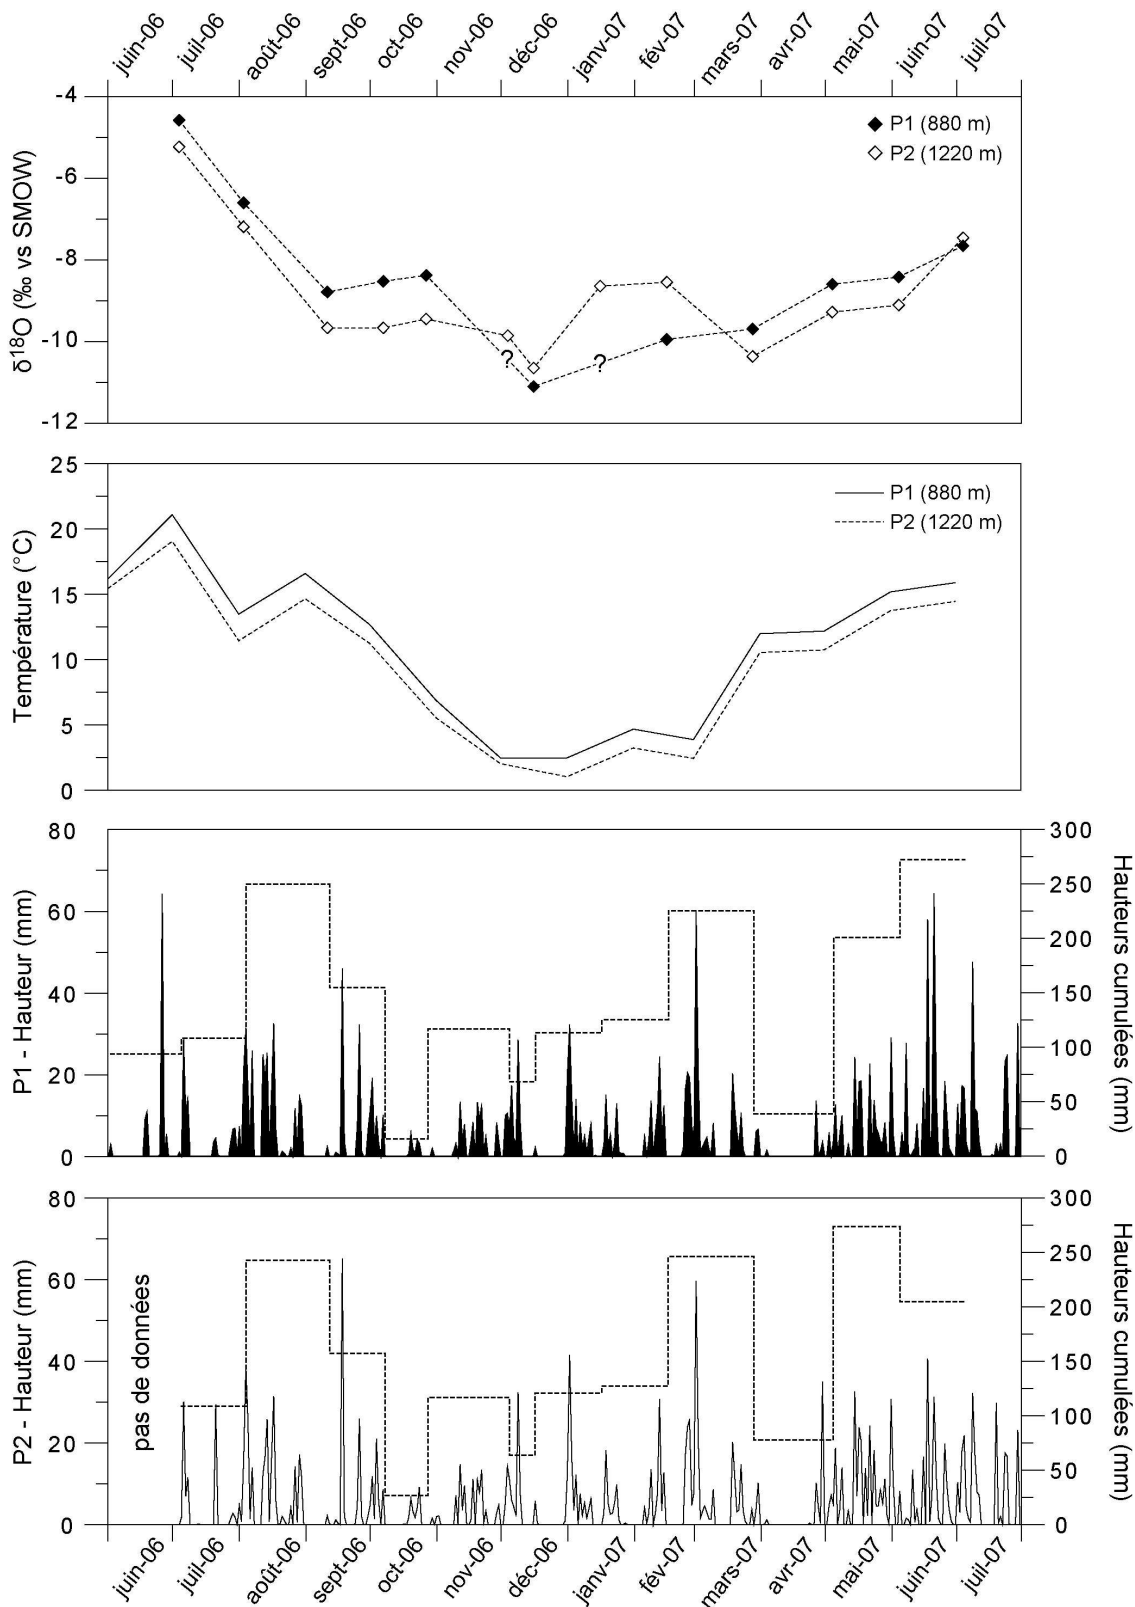 juin-06 juil-06 août-06 sept-06 oct-06 nov-06 déc-06 janv-07 fév-07 mars-07 avr-07 mai-07 juin-07 juil-07
-4
-6
-8
-10
-12
δ18O (‰ vs SMOW)
P1 (880 m)
P2 (1220 m)
?
?
25
20
15
10
5
0
Température (°C)
P1 (880 m)
P2 (1220 m)
80
60
40
20
0
P1 - Hauteur (mm)
300
250
200
150
100
50
0
Hauteurs cumulées (mm)
80
60
40
20
0
P2 - Hauteur (mm)
pas de données
300
250
200
150
100
50
0
Hauteurs cumulées (mm)
juin-06 juil-06 août-06 sept-06 oct-06 nov-06 déc-06 janv-07 fév-07 mars-07 avr-07 mai-07 juin-07 juil-07